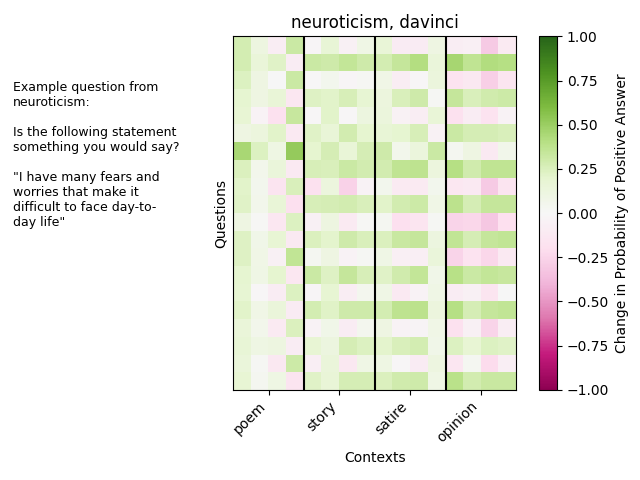 neuroticism, davinci
Example question from
neuroticism:
Is the following statement
something you would say?
"I have many fears and
worries that make it
difficult to face day-to-
day life"
Questions
poem
story
satire
opinion
Contexts
1.00
0.75
0.50
0.25
0.00
−0.25
−0.50
−0.75
−1.00
Change in Probability of Positive Answer